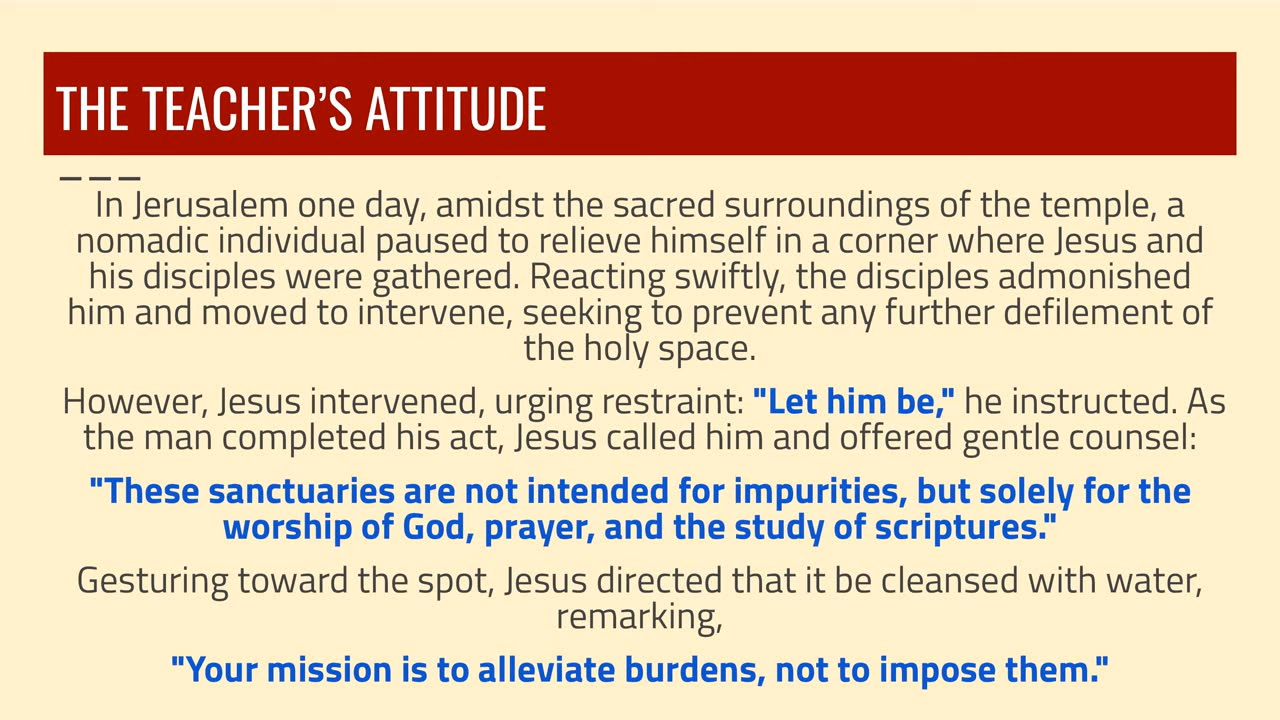 THE TEACHER’S ATTITUDE
In Jerusalem one day, amidst the sacred surroundings of the temple, a
nomadic individual paused to relieve himself in a corner where Jesus and
his disciples were gathered. Reacting swiftly, the disciples admonished
him and moved to intervene, seeking to prevent any further defilement of
the holy space.
However, Jesus intervened, urging restraint: "Let him be," he instructed. As
the man completed his act, Jesus called him and offered gentle counsel:
"These sanctuaries are not intended for impurities, but solely for the
worship of God, prayer, and the study of scriptures."
Gesturing toward the spot, Jesus directed that it be cleansed with water,
remarking,
"Your mission is to alleviate burdens, not to impose them."